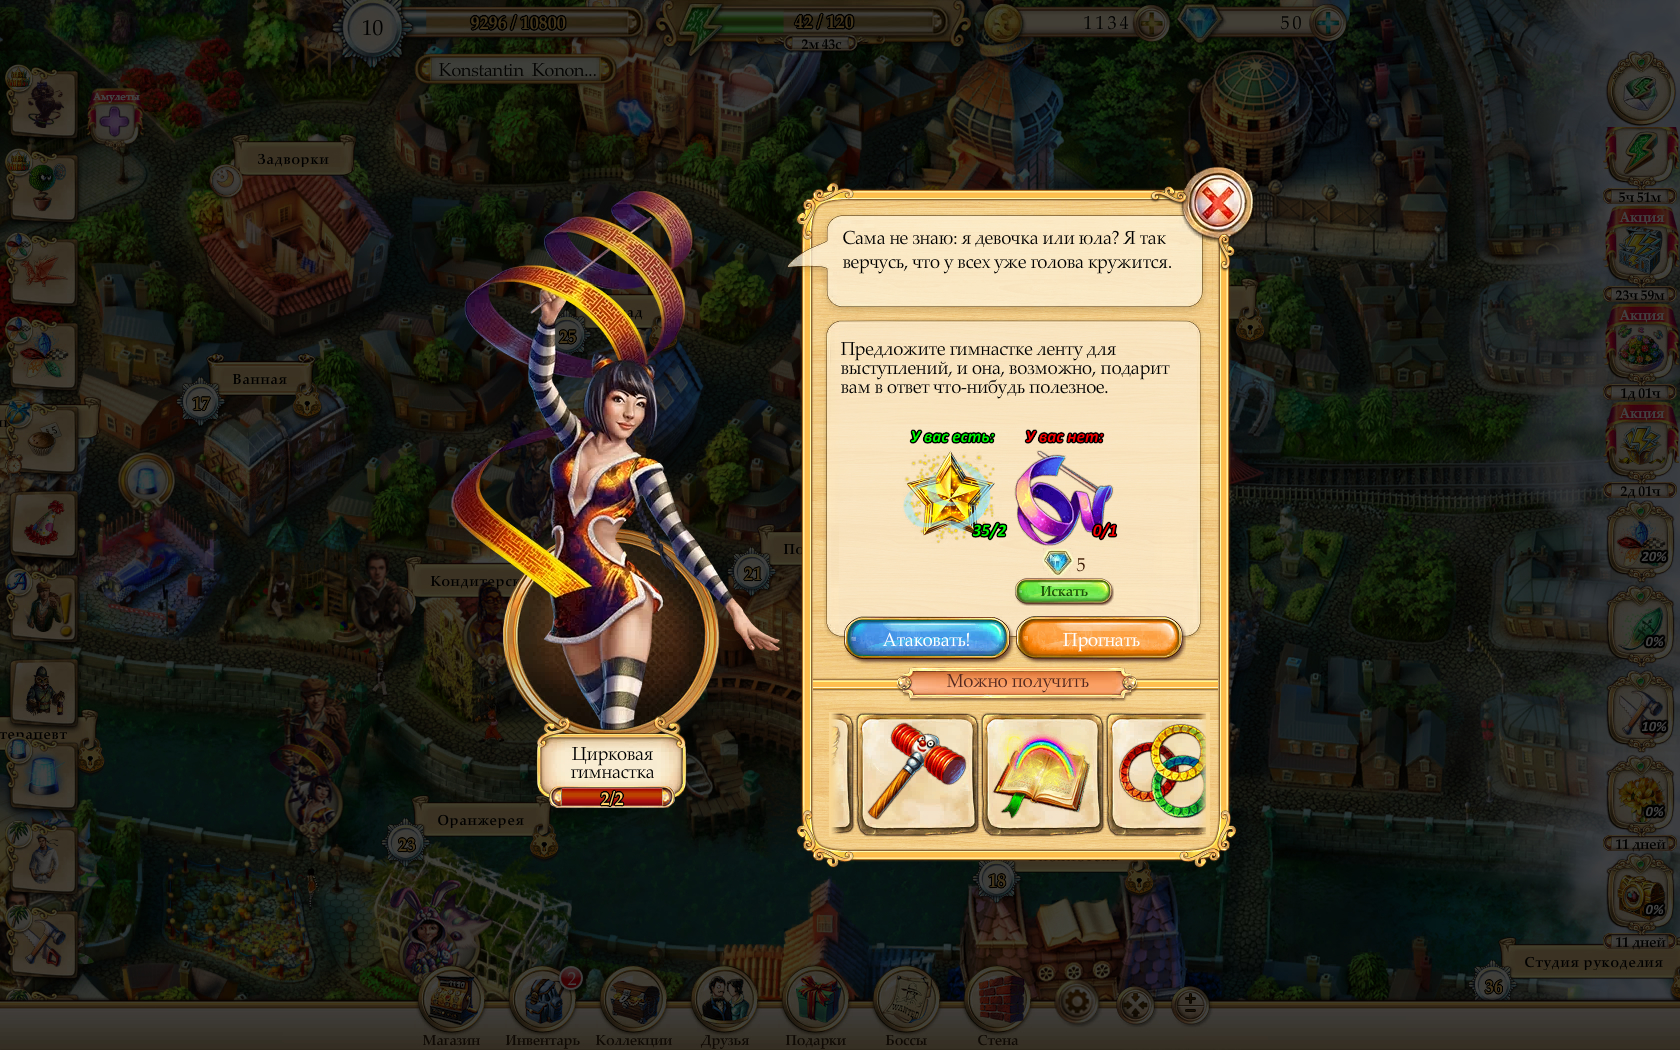 10
9296 / 10800
42 / 120
2м 43с
1134
50
Konstantin Konon...
Амулеты
Задворки
Ванная
17
25
21
Оранжерея
23
18
Студия рукоделия
36
5ч 51м
Акция
23ч 59м
Акция
1д 01ч
Акция
2д 01ч
20%
0%
10%
0%
11 дней
0%
11 дней
Сама не знаю: я девочка или юла? Я так
верчусь, что у всех уже голова кружится.
Предложите гимнастке ленту для
выступлений, и она, возможно, подарит
вам в ответ что-нибудь полезное.
У вас есть:
У вас нет:
35/2
0/1
5
Искать
Атаковать!
Прогнать
Можно получить
Цирковая
гимнастка
2/2
2
Магазин
Инвентарь
Коллекции
Друзья
Подарки
Боссы
Стена